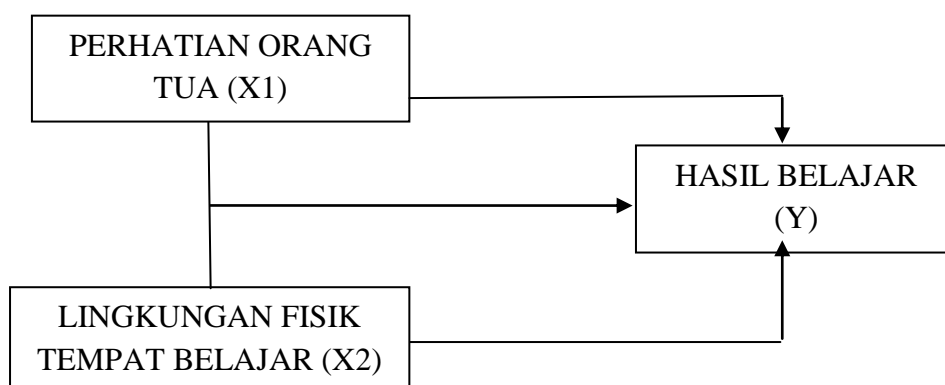 PERHATIAN ORANG
TUA (X1)
HASIL BELAJAR
(Y)
LINGKUNGAN FISIK
TEMPAT BELAJAR (X2)